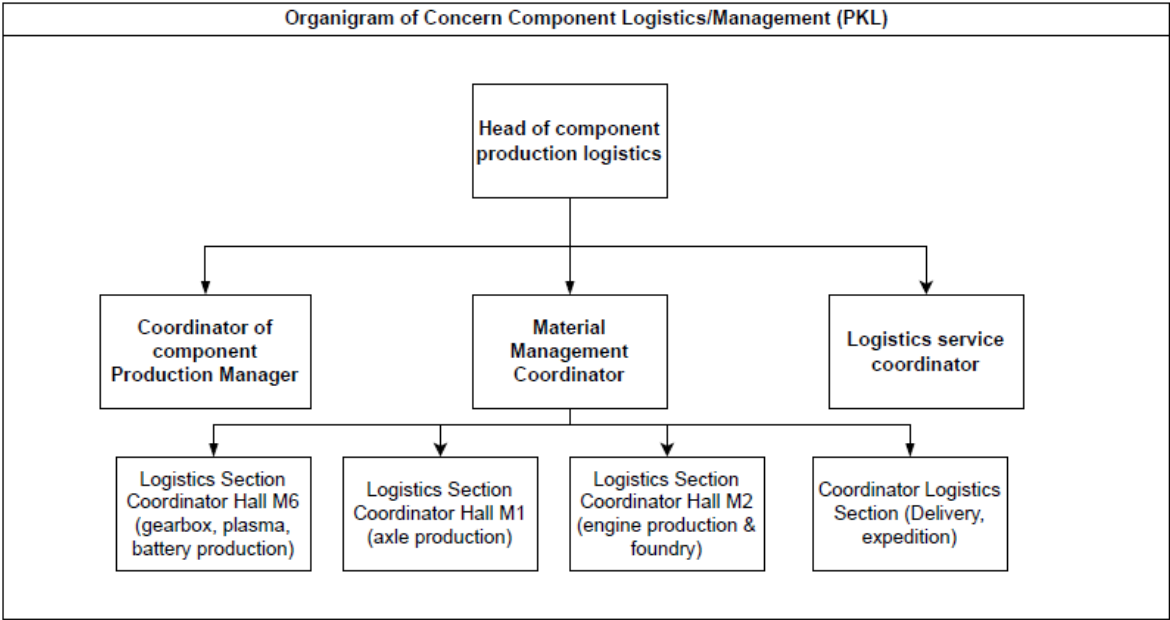 Organigram of Concern Component Logistics/Management (PKL)
Head of component
production logistics
Coordinator of
component
Production Manager
Material
Management
Coordinator
Logistics service
coordinator
Logistics Section
Coordinator Hall M6
(gearbox, plasma,
battery production)
Logistics Section
Coordinator Hall M1
(axle production)
Logistics Section
Coordinator Hall M2
(engine production &
foundry)
Coordinator Logistics
Section (Delivery,
expedition)